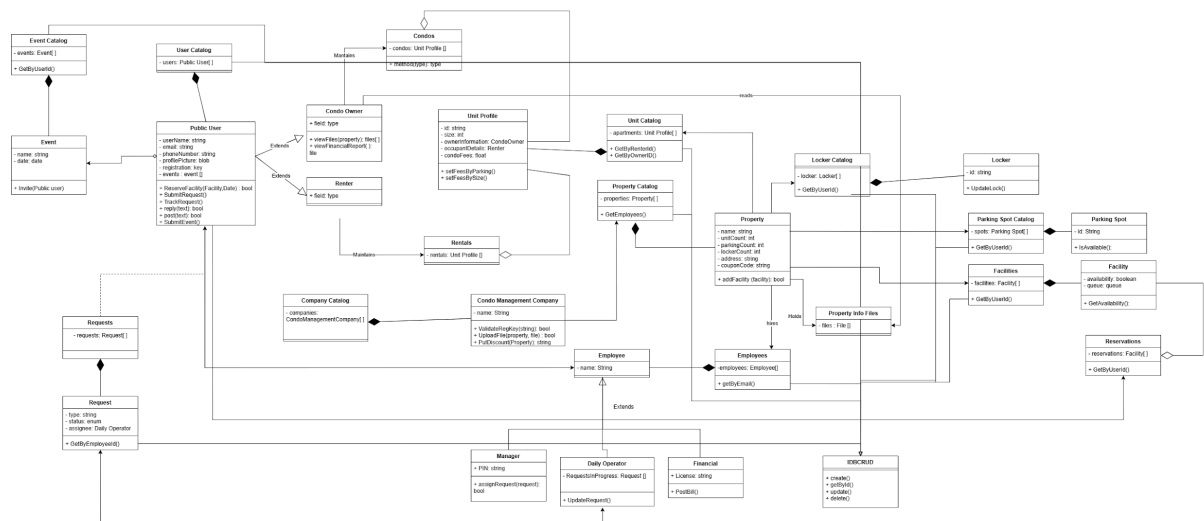 Event Catalog
- events: Event[ ]
+ GetByUserId()
User Catalog
- users: Public User[ ]
Condos
- condos: Unit Profile []
+ method(type): type
Maintains
Event
- name: string
- date: date
+ Invite(Public user)
Public User
- userName: string
- email: string
- phoneNumber: string
- profilePicture: blob
- registration: key
- events : event []
+ ReserveFacility(Facility,Date) : bool
+ SubmitRequest()
+ TrackRequest()
+ reply(text): bool
+ post(text): bool
+ SubmitEvent()
Extends
Extends
Condo Owner
+ field: type
+ viewFiles(property): files[ ]
+ viewFinancialReport( ):
file
Renter
+ field: type
Maintains
Rentals
- rentals: Unit Profile []
Unit Profile
- id: string
- size: int
- ownerinformation: CondoOwner
- occupantDetails: Renter
- condoFees: float
+ setFeesByParking()
+ setFeesBySize()
reads
Unit Catalog
- apartments: Unit Profile[ ]
+ GetByRenterId()
+ GetByOwnerID()
Property Catalog
- properties: Property[ ]
+ GetEmployees()
Property
- name: string
- unitCount: int
- parkingCount: int
- lockerCount: int
- address: string
- couponCode: string
+ addFacility (facility): bool
Locker Catalog
- locker: Locker[ ]
+ GetByUserId()
Locker
- id: string
+ UpdateLock()
Parking Spot Catalog
- spots: Parking Spot[ ]
+ GetByUserId()
Parking Spot
- id: String
+ IsAvailable():
Facilities
- facilities: Facility[ ]
+ GetByUserId()
Facility
- availability: boolean
- queue: queue
+ GetAvailability():
Company Catalog
- companies:
CondoManagementCompany[ ]
Condo Management Company
- name: String
+ ValidateRegKey(string): bool
+ UploadFile(property, file) : bool
+ PutDiscount(Property): string
Holds
Property Info Files
- files : File []
Requests
- requests: Request[ ]
Employee
- name: String
Employees
-employees: Employee[]
+ getByEmail()
Reservations
- reservations: Facility[ ]
+ GetByUserId()
Request
- type: string
- status: enum
- assignee: Daily Operator
+ GetByEmployeeId()
Extends
Manager
+ PIN: string
+ assignRequest(request):
bool
Daily Operator
- RequestsInProgress: Request []
+ UpdateRequest()
Financial
+ License: string
+ PostBill()
IDBCRUD
+ create()
+ getById()
+ update()
+ delete()